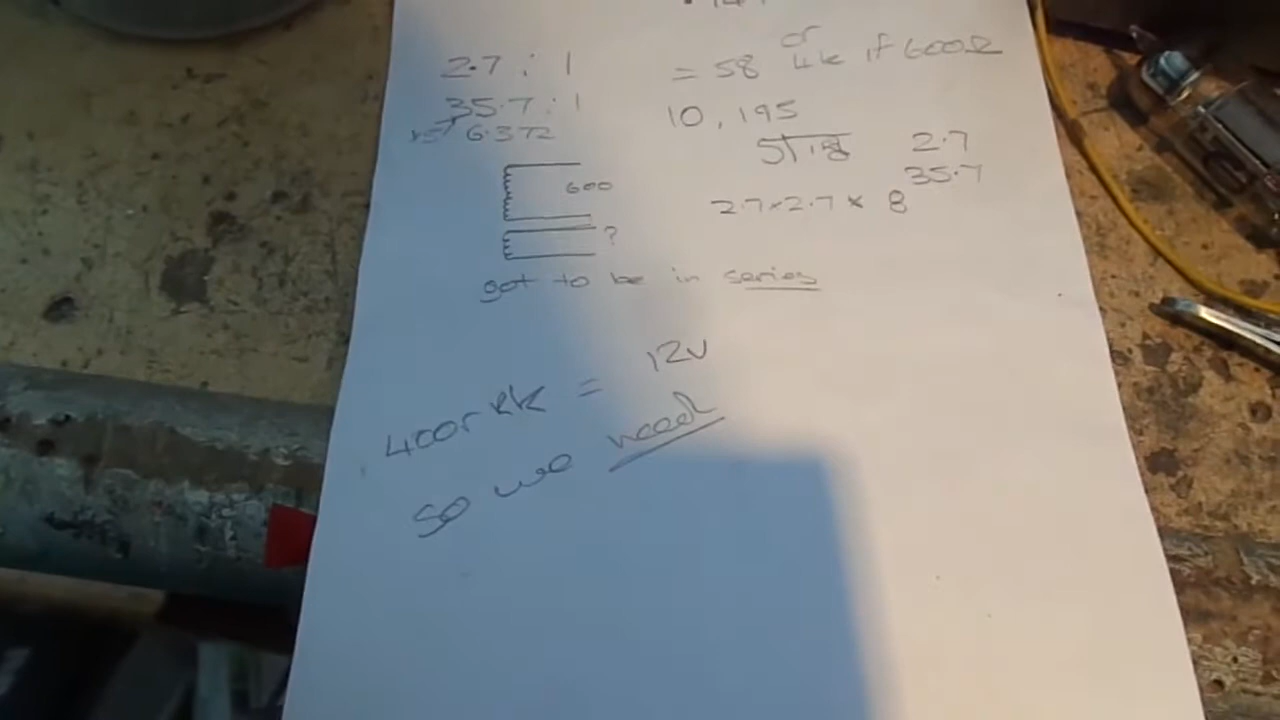 or
2.7 : 1 = 58 4k if 600Ω
35.7 : 1 10,195
6.372
2.7
35.7
600
2.7 x 2.7 x 8
?
got to be in series
400r kk = 12v
So we need